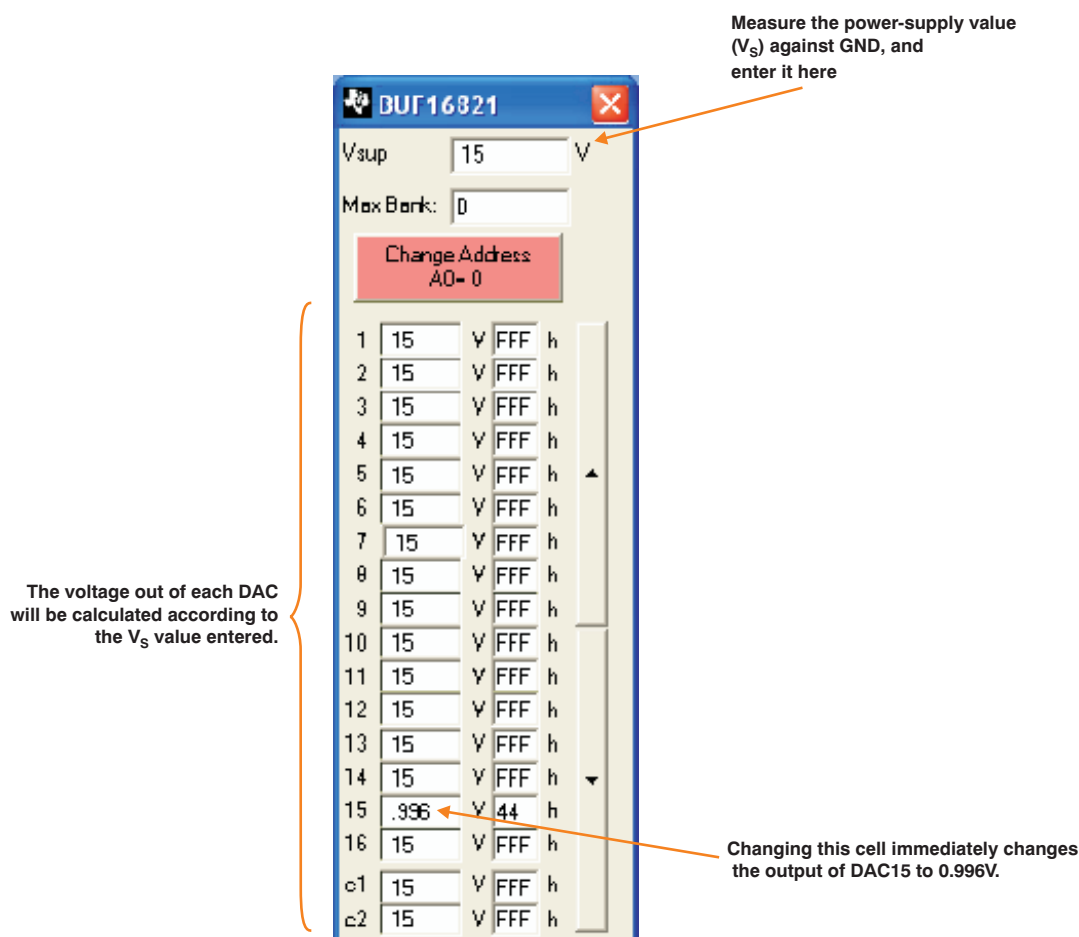 Measure the power-supply value
(VS) against GND, and
enter it here
BUF16821
Vsup 15 V
Max Bank: 0
Change Address
A0= 0
1 15 V FFF h
2 15 V FFF h
3 15 V FFF h
4 15 V FFF h
5 15 V FFF h
6 15 V FFF h
7 15 V FFF h
8 15 V FFF h
9 15 V FFF h
10 15 V FFF h
11 15 V FFF h
12 15 V FFF h
13 15 V FFF h
14 15 V FFF h
15 .996 V 44 h
16 15 V FFF h
c1 15 V FFF h
c2 15 V FFF h
The voltage out of each DAC
will be calculated according to
the VS value entered.
Changing this cell immediately changes
the output of DAC15 to 0.996V.